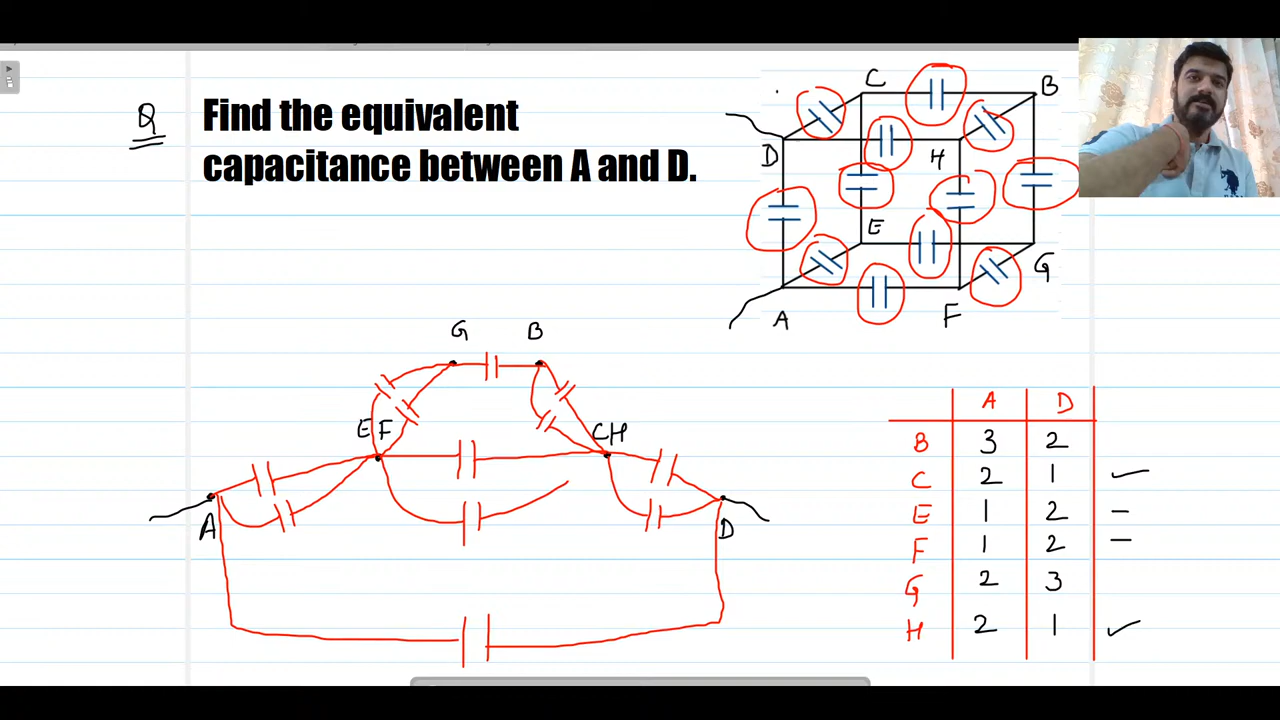 Q
Find the equivalent
capacitance between A and D.
C
B
D
H
E
G
A
F
G B
E F
CH
A
D
A D
B 3 2
C 2 1 ✓
E 1 2 –
F 1 2 –
G 2 3
H 2 1 ✓